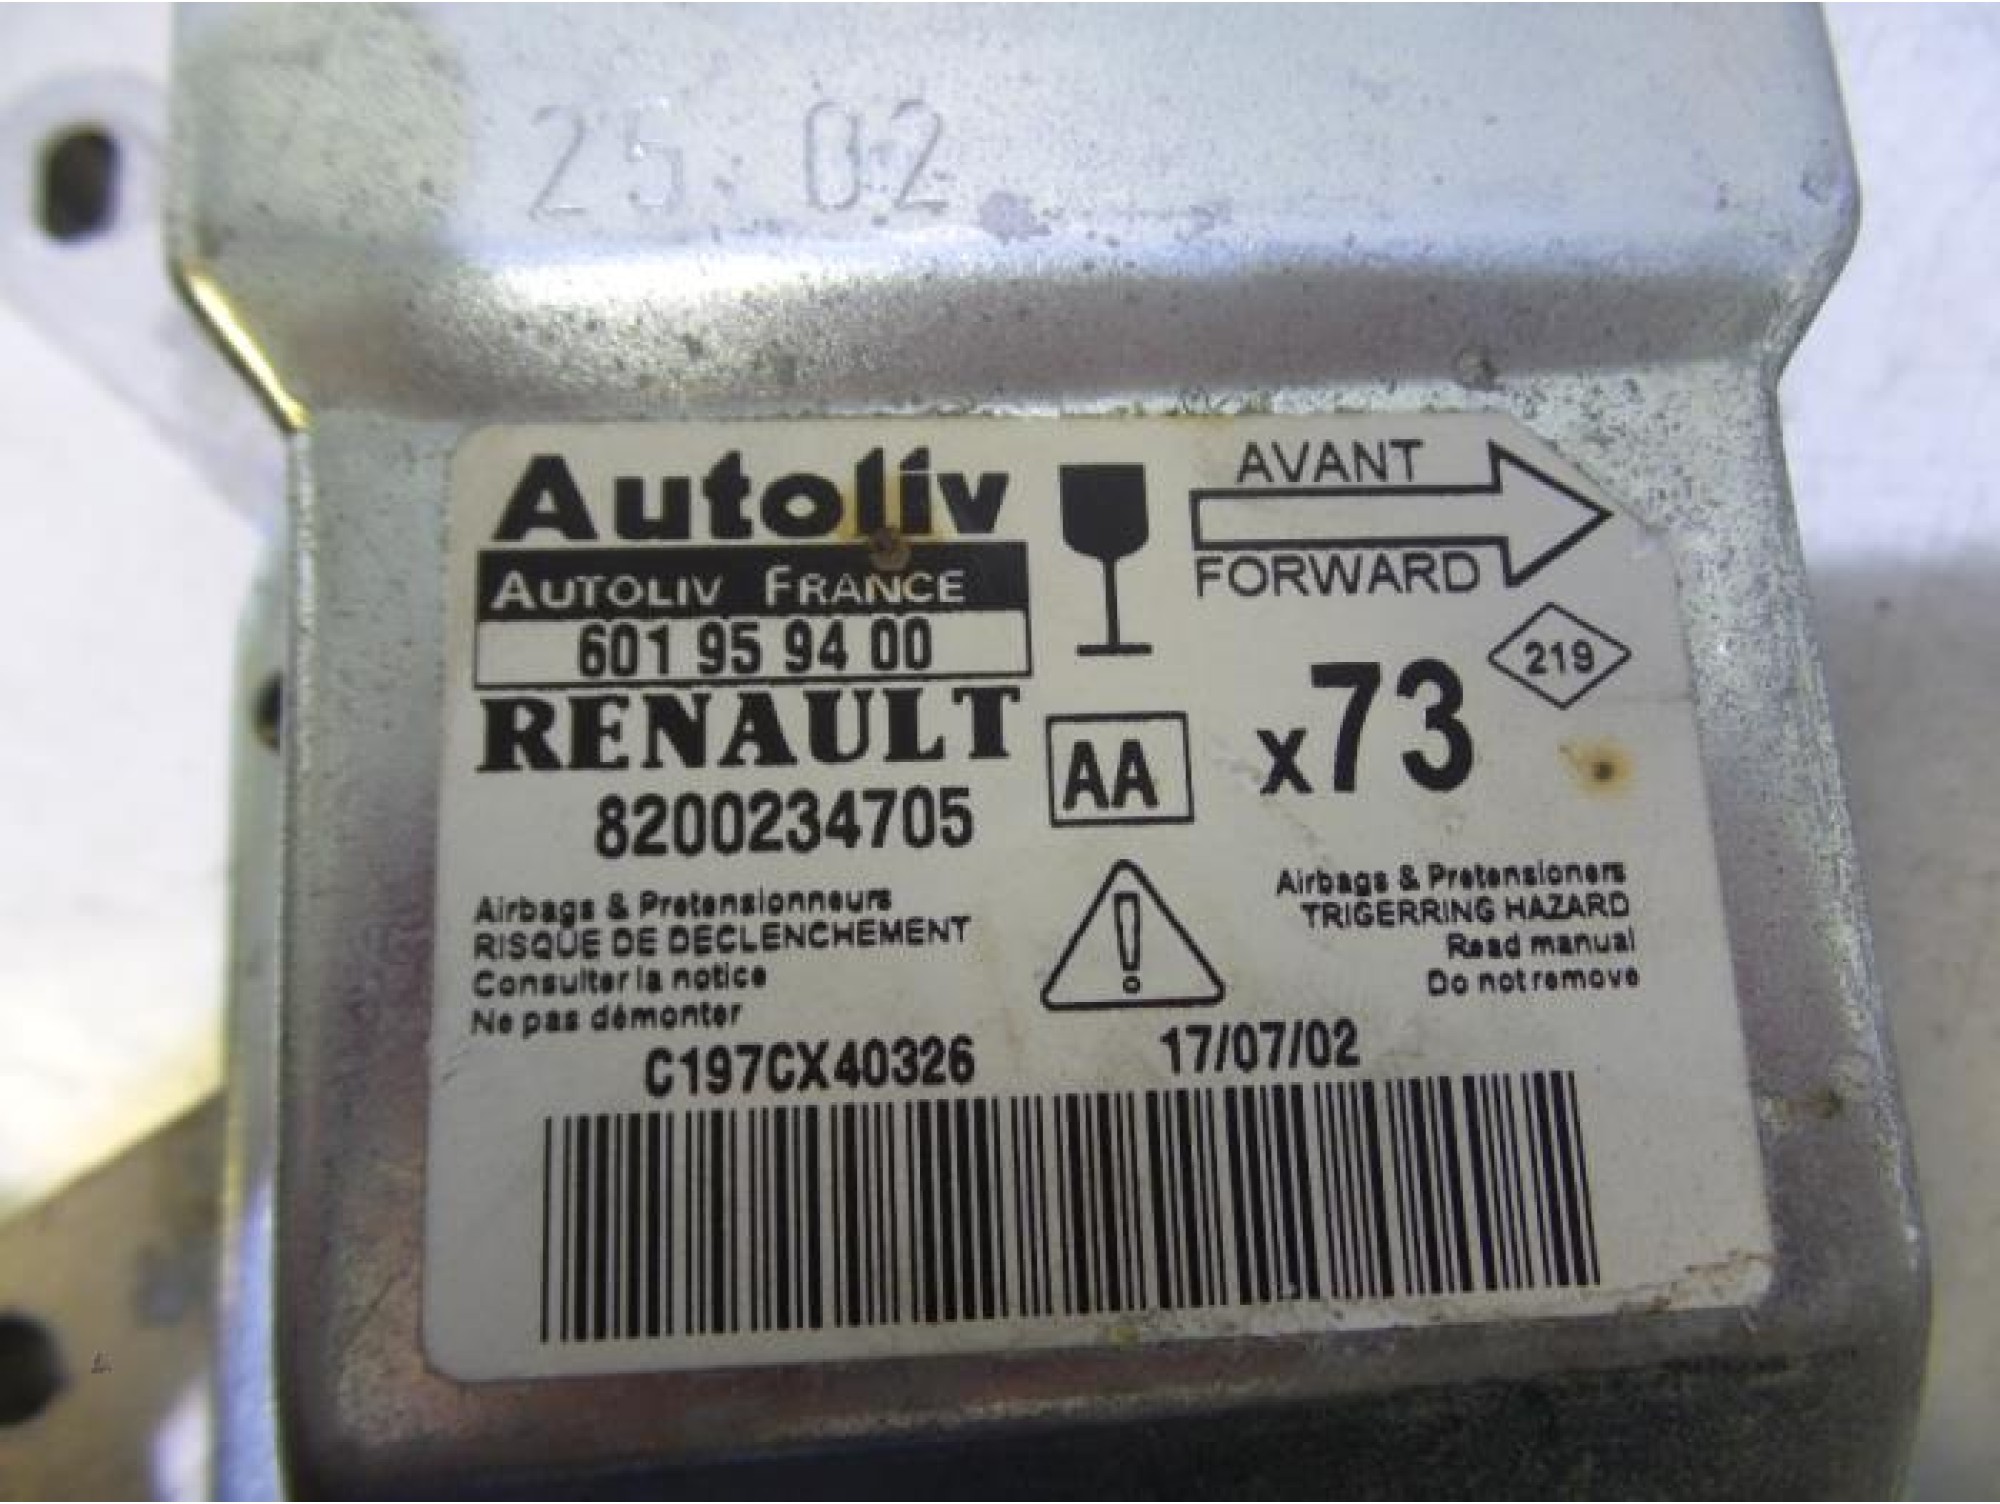 25.02
Autoliv
AUTOLIV FRANCE
601 95 94 00
RENAULT
8200234705
AVANT
FORWARD
219
x73
AA
Airbags & Pretensionneurs
RISQUE DE DECLENCHEMENT
Consulter la notice
Ne pas démonter
Airbags & Pretensioners
TRIGERRING HAZARD
Read manual
Do not remove
C197CX40326
17/07/02